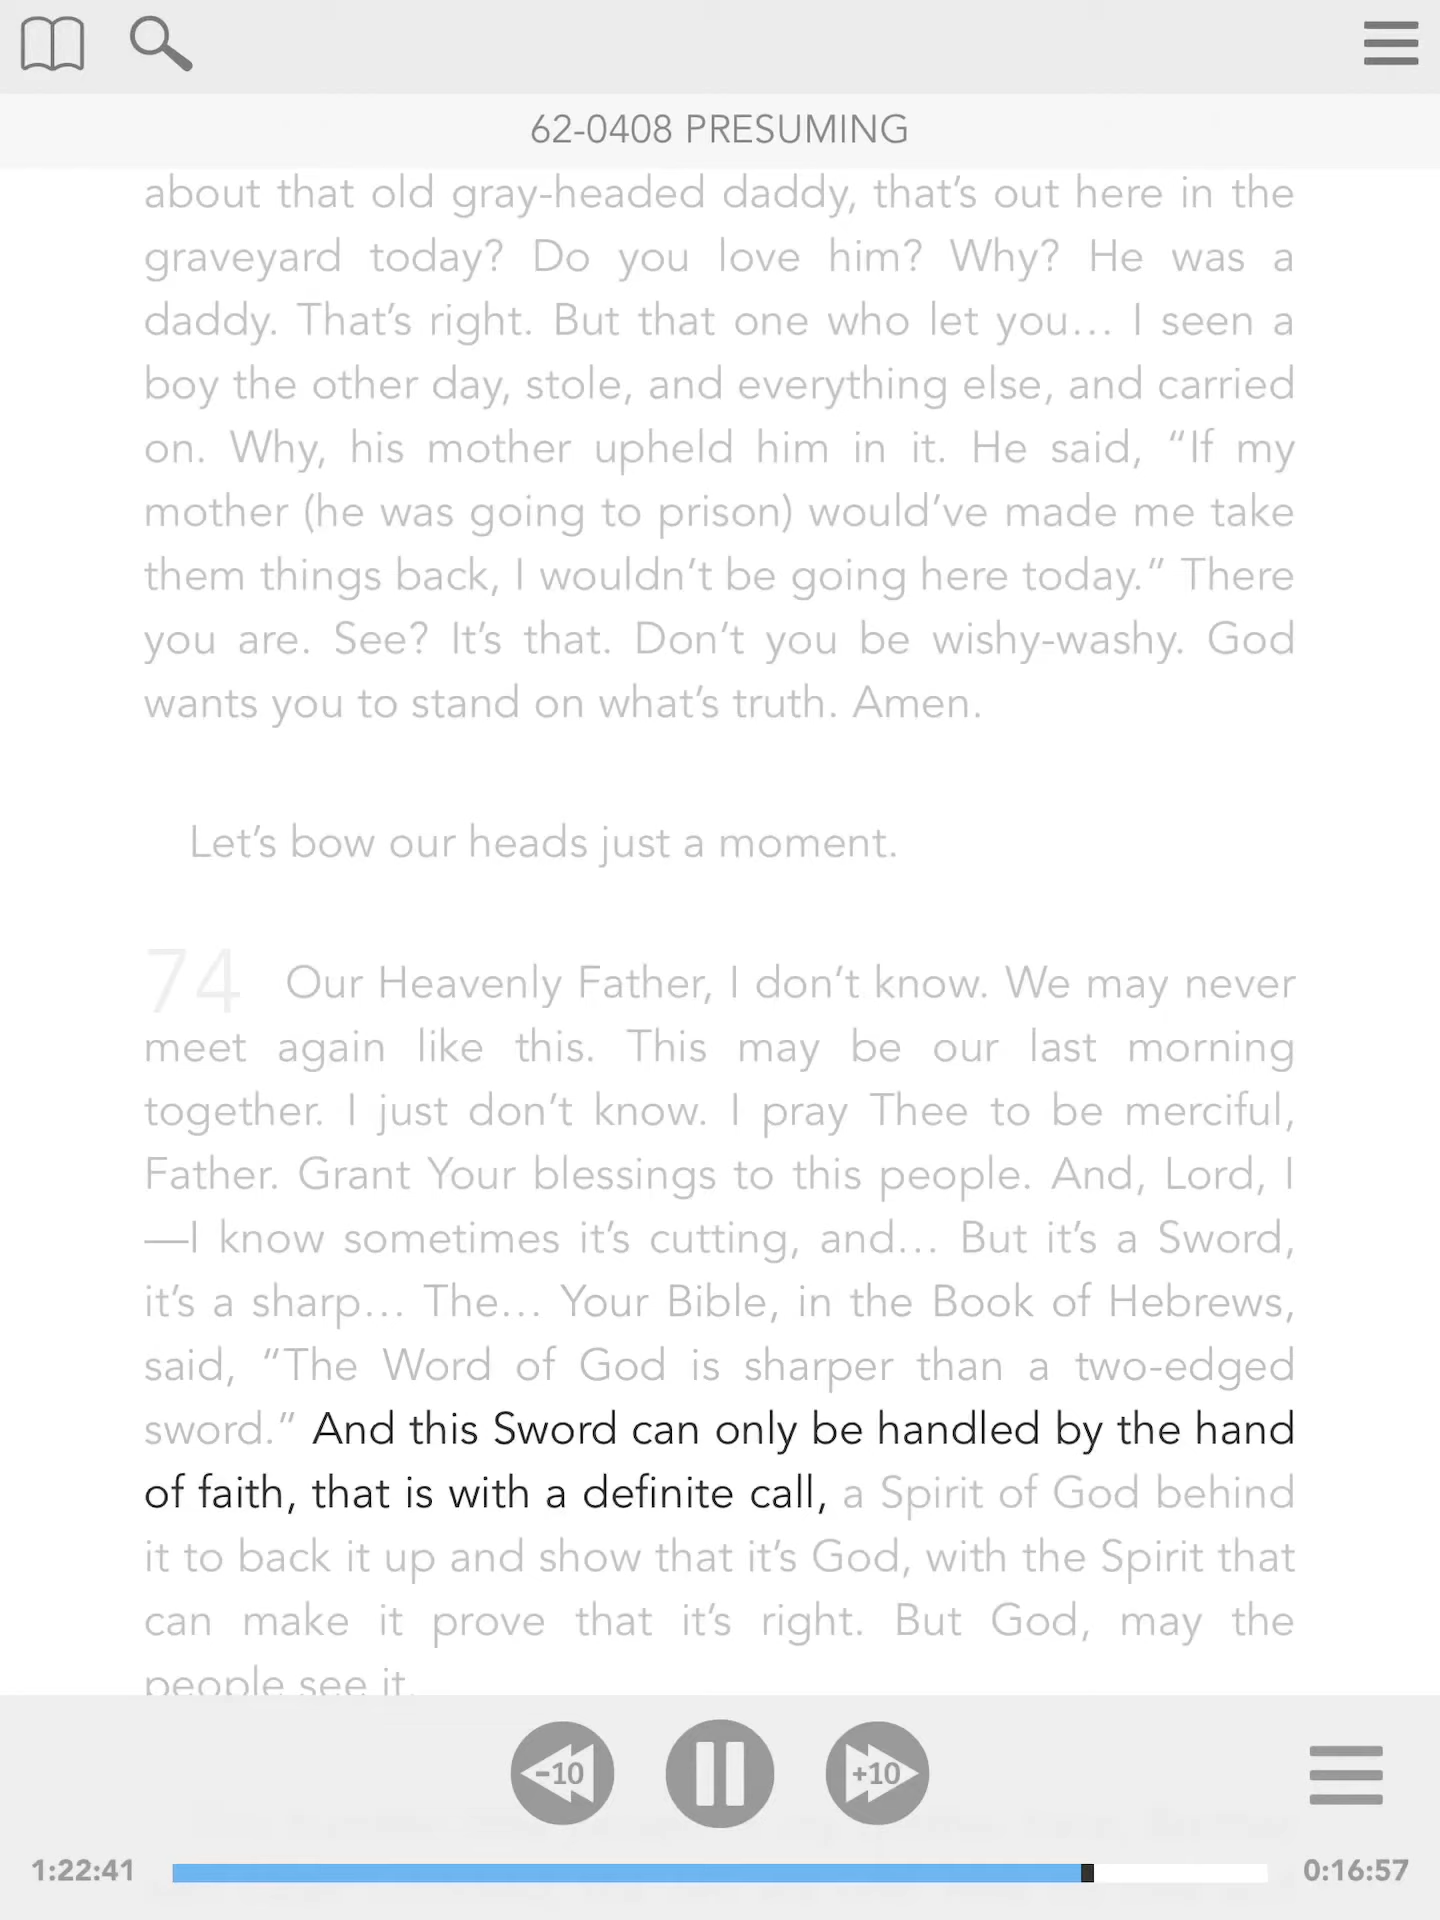 62-0408 PRESUMING
about that old gray-headed daddy, that’s out here in the
graveyard today? Do you love him? Why? He was a
daddy. That’s right. But that one who let you… I seen a
boy the other day, stole, and everything else, and carried
on. Why, his mother upheld him in it. He said, “If my
mother (he was going to prison) would’ve made me take
them things back, I wouldn’t be going here today.” There
you are. See? It’s that. Don’t you be wishy-washy. God
wants you to stand on what’s truth. Amen.
Let’s bow our heads just a moment.
74 Our Heavenly Father, I don’t know. We may never
meet again like this. This may be our last morning
together. I just don’t know. I pray Thee to be merciful,
Father. Grant Your blessings to this people. And, Lord, I
—I know sometimes it’s cutting, and… But it’s a Sword,
it’s a sharp… The… Your Bible, in the Book of Hebrews,
said, “The Word of God is sharper than a two-edged
sword.” And this Sword can only be handled by the hand
of faith, that is with a definite call, a Spirit of God behind
it to back it up and show that it’s God, with the Spirit that
can make it prove that it’s right. But God, may the
people see it.
-10 +10
1:22:41 0:16:57